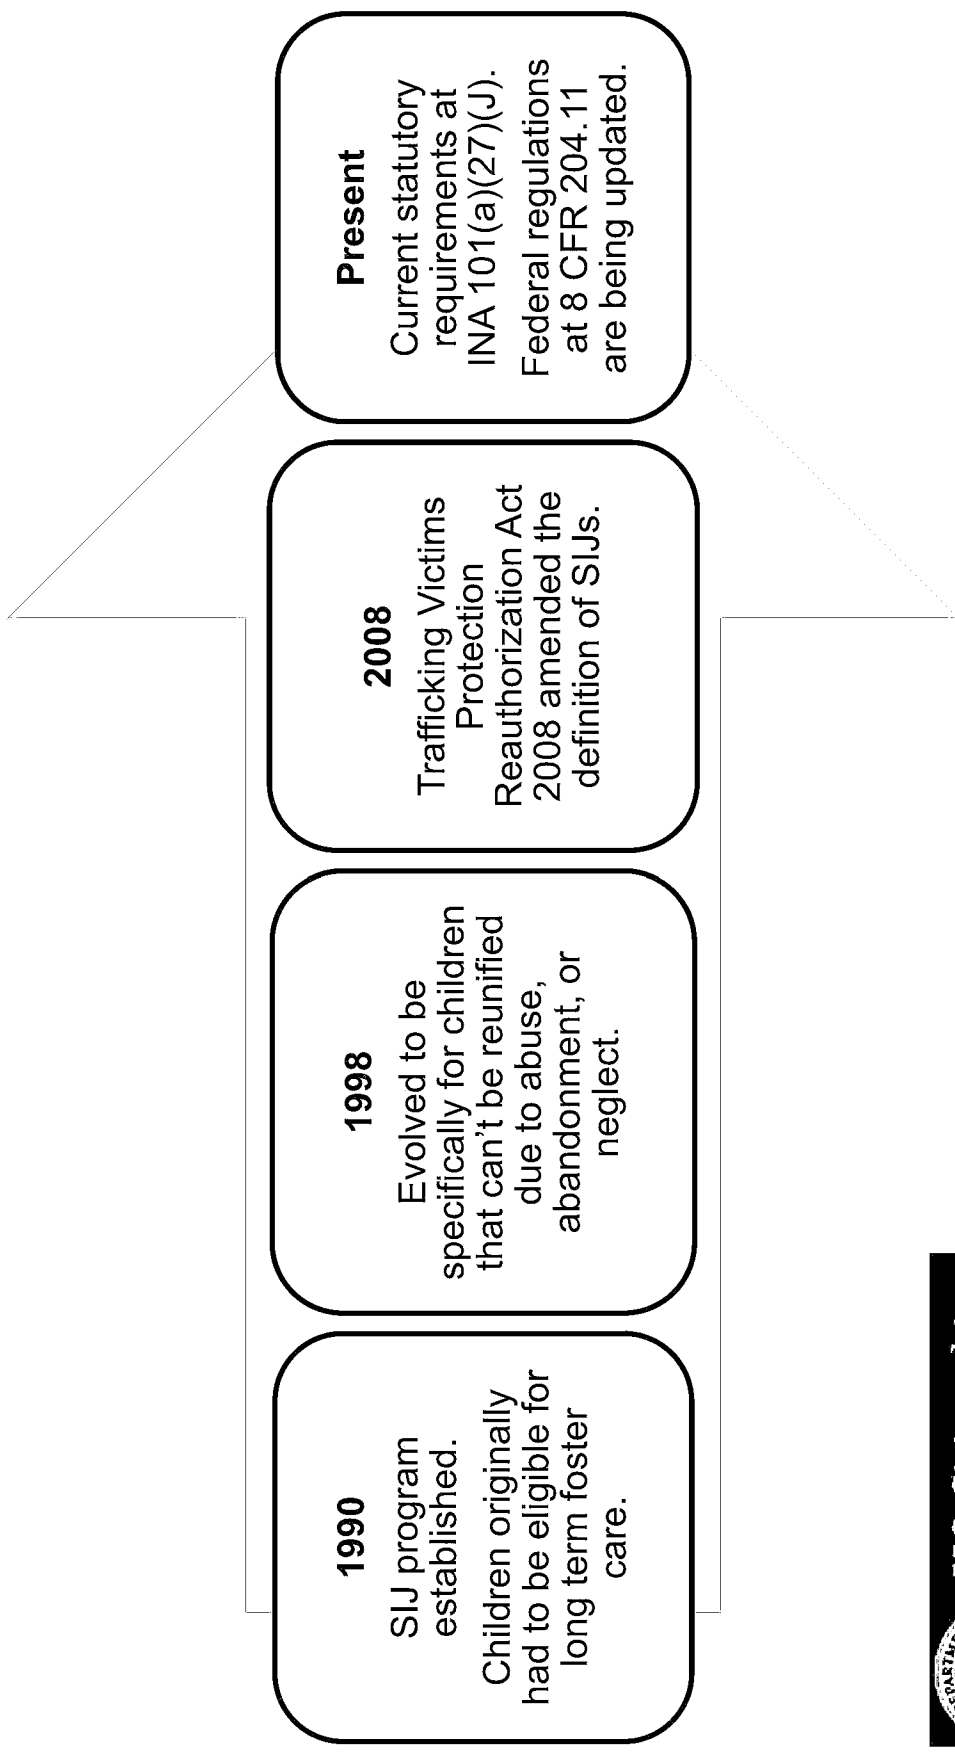 1990
SIJ program
established.
Children originally
had to be eligible for
long term foster
care.
1998
Evolved to be
specifically for children
that can't be reunified
due to abuse,
abandonment, or
neglect.
2008
Trafficking Victims
Protection
Reauthorization Act
2008 amended the
definition of SIJs.
Present
Current statutory
requirements at
INA 101(a)(27)(J).
Federal regulations
at 8 CFR 204.11
are being updated.